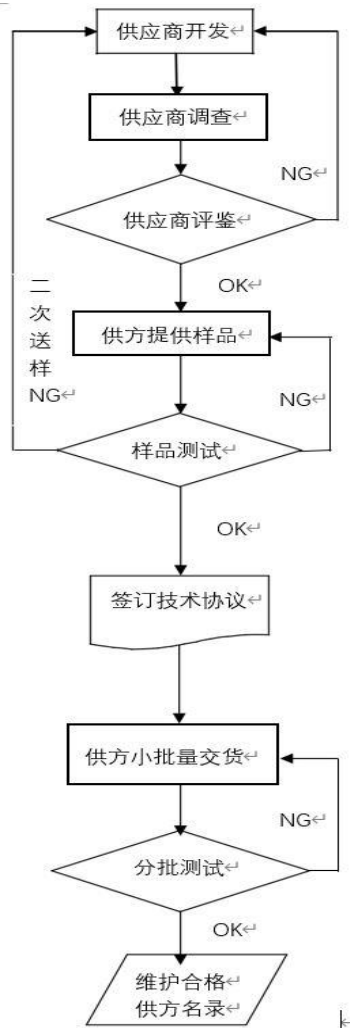 供应商开发
供应商调查
NG
供应商评鉴
OK
二次送样
NG
供方提供样品
NG
样品测试
OK
签订技术协议
供方小批量交货
NG
分批测试
OK
维护合格
供方名录